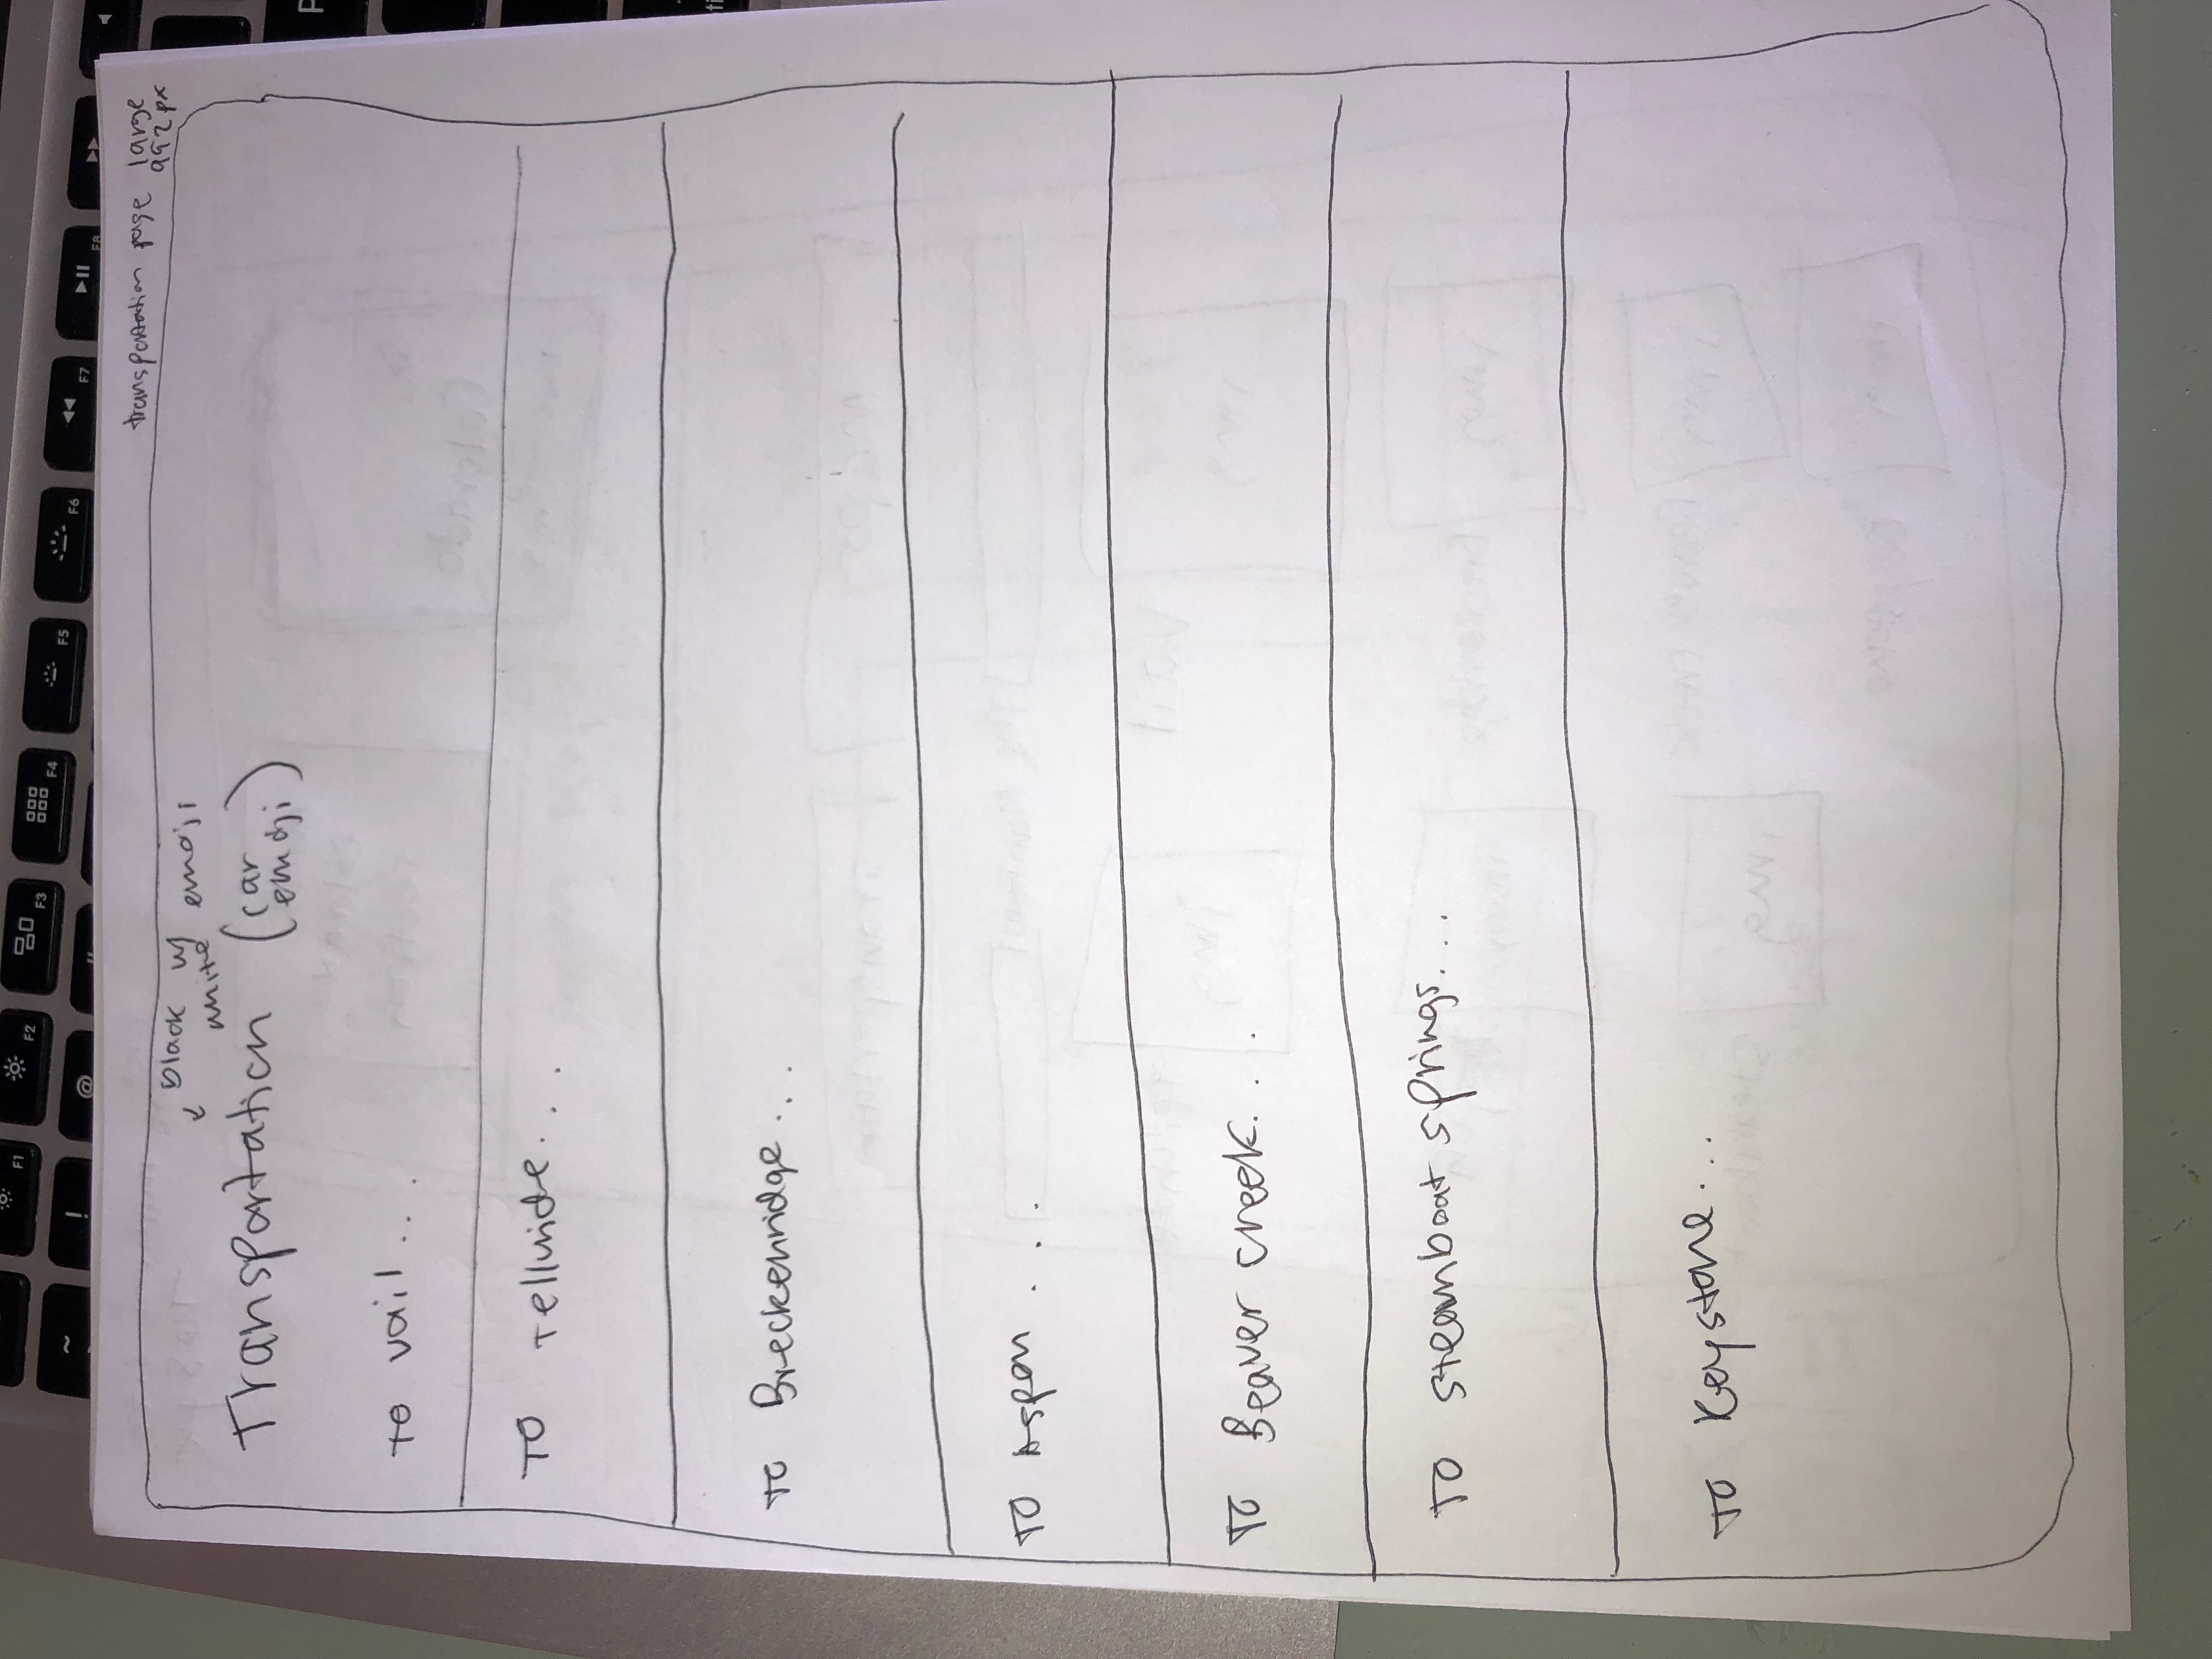 F1
F2
F3
F4
F5
F6
F7
F8
~
!
@
transportation page large
992 px
black w/
white emoji
Transportation (car
emoji)
To vail...
To Telluride...
To Breckenridge...
To Aspen...
To Beaver creek...
To steamboat springs...
To Keystone...